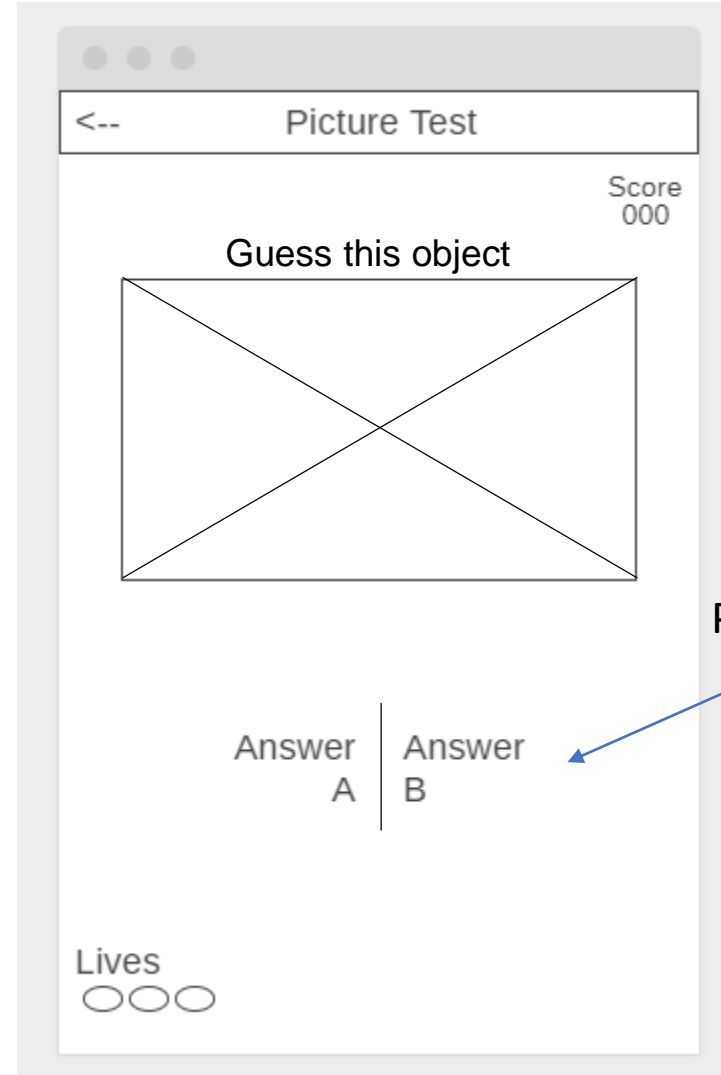 <-- Picture Test
Score
000
Guess this object
P
Answer Answer
A B
Lives